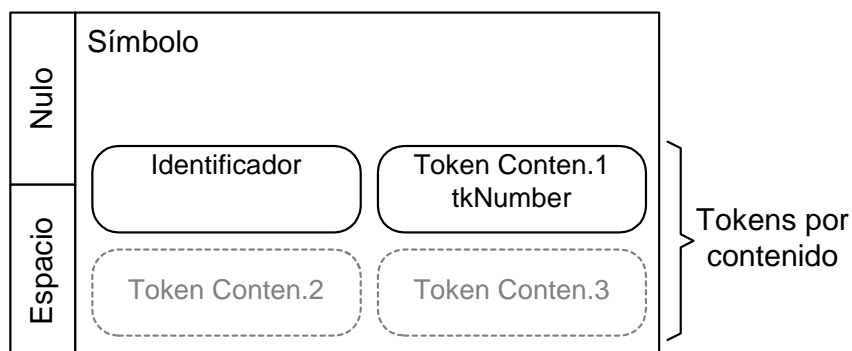 Nulo
Espacio
Símbolo
Identificador
Token Conten.1
tkNumber
Token Conten.2
Token Conten.3
Tokens por
contenido